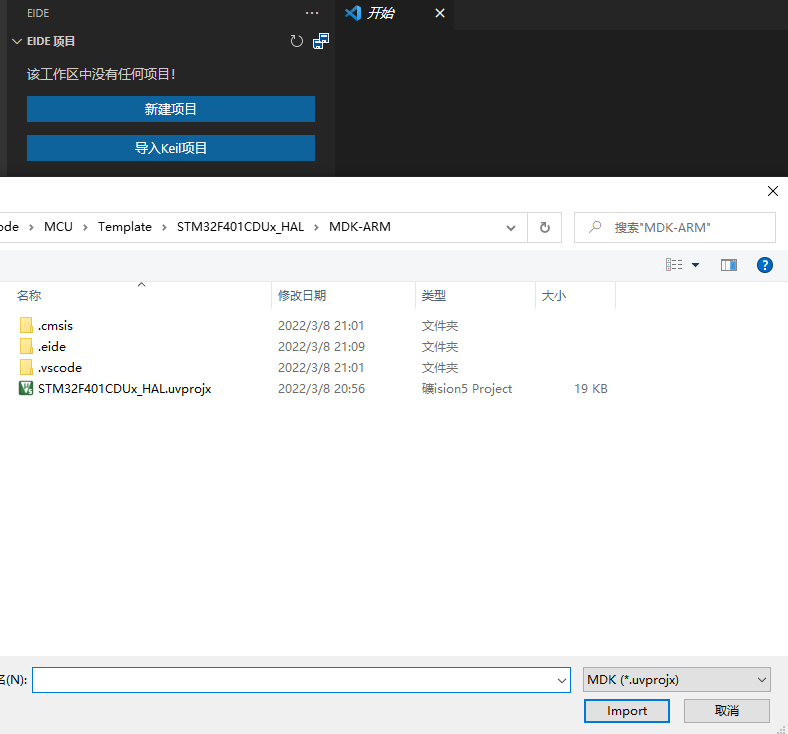 EIDE
开始
EIDE 项目
该工作区中没有任何项目!
新建项目
导入Keil项目
ode > MCU > Template > STM32F401CDUx_HAL > MDK-ARM
搜索"MDK-ARM"
名称 修改日期 类型 大小
.cmsis 2022/3/8 21:01 文件夹
.eide 2022/3/8 21:09 文件夹
.vscode 2022/3/8 21:01 文件夹
STM32F401CDUx_HAL.uvprojx 2022/3/8 20:56 礦ision5 Project 19 KB
名(N): MDK (*.uvprojx)
Import 取消